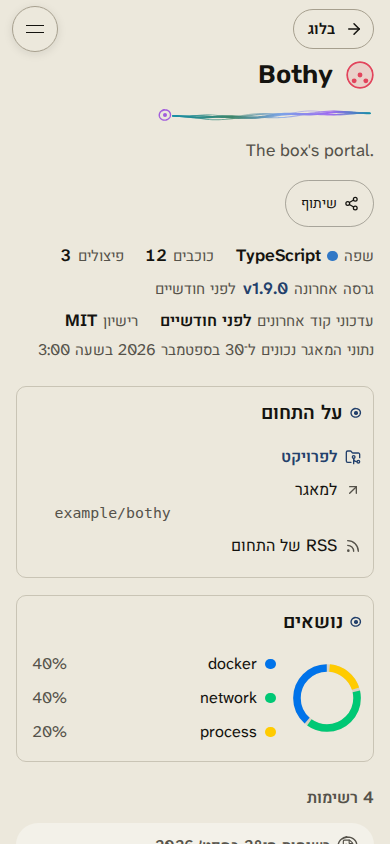 בלוג
Bothy
The box's portal.
שיתוף
שפה TypeScript כוכבים 12 פיצולים 3
גרסה אחרונה v1.9.0 לפני חודשיים
עדכוני קוד אחרונים לפני חודשיים רישיון MIT
נתוני המאגר נכונים ל־30 בספטמבר 2026 בשעה 3:00
על התחום
לפרויקט
למאגר
example/bothy
RSS של התחום
נושאים
docker 40%
network 40%
process 20%
4 רשימות